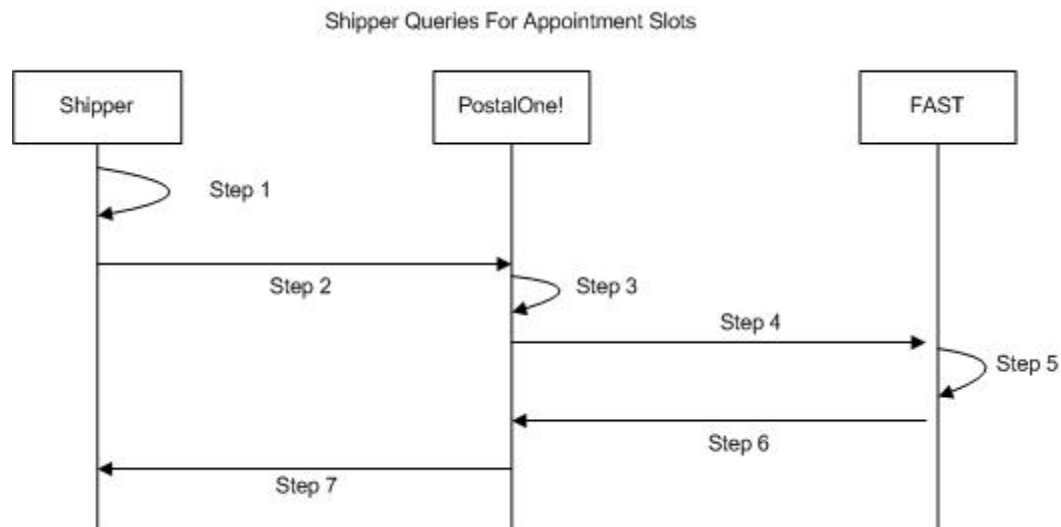 Shipper Queries For Appointment Slots
Shipper
PostalOne!
FAST
Step 1
Step 2
Step 3
Step 4
Step 5
Step 6
Step 7